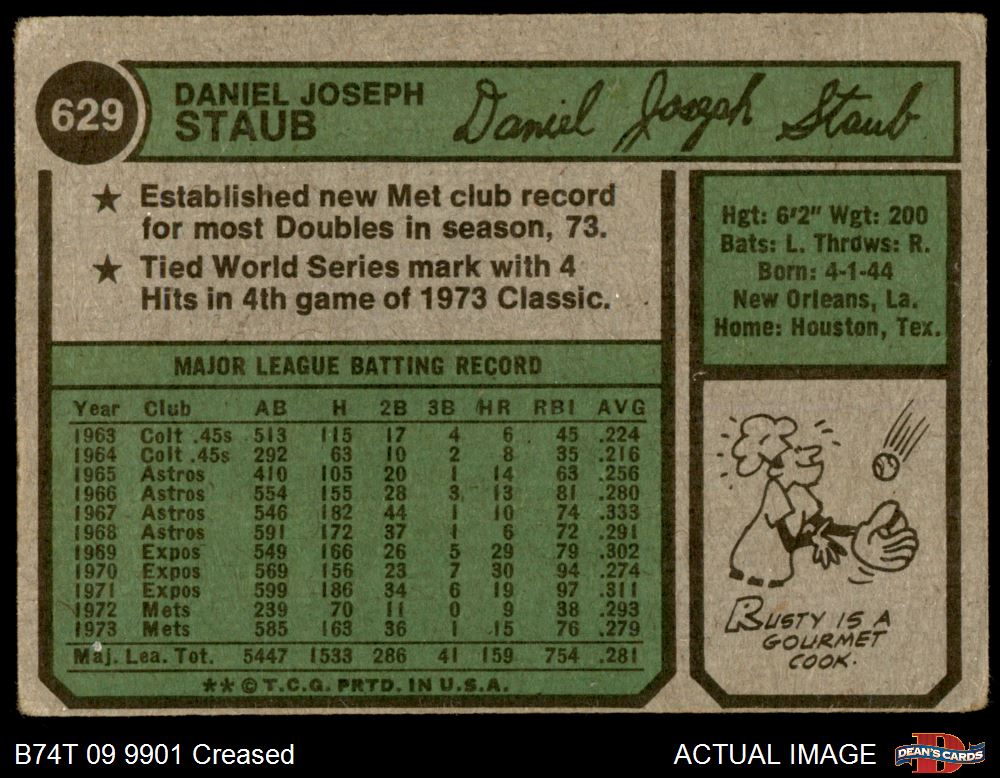 629
DANIEL JOSEPH
STAUB
Daniel Joseph Staub
★ Established new Met club record
for most Doubles in season, 73.
★ Tied World Series mark with 4
Hits in 4th game of 1973 Classic.
Hgt: 6'2" Wgt: 200
Bats: L. Throws: R.
Born: 4-1-44
New Orleans, La.
Home: Houston, Tex.
MAJOR LEAGUE BATTING RECORD
Year Club AB H 2B 3B HR RBI AVG
1963 Colt .45s 513 115 17 4 6 45 .224
1964 Colt .45s 292 63 10 2 8 35 .216
1965 Astros 410 105 20 1 14 63 .256
1966 Astros 554 155 28 3 13 81 .280
1967 Astros 546 182 44 1 10 74 .333
1968 Astros 591 172 37 1 6 72 .291
1969 Expos 549 166 26 5 29 79 .302
1970 Expos 569 156 23 7 30 94 .274
1971 Expos 599 186 34 6 19 97 .311
1972 Mets 239 70 11 0 9 38 .293
1973 Mets 585 163 36 1 15 76 .279
Maj. Lea. Tot. 5447 1533 286 41 159 754 .281
** © T.C.G. PRTD. IN U.S.A.
RUSTY IS A
GOURMET
COOK.
B74T 09 9901 Creased
ACTUAL IMAGE
DEAN'S CARDS